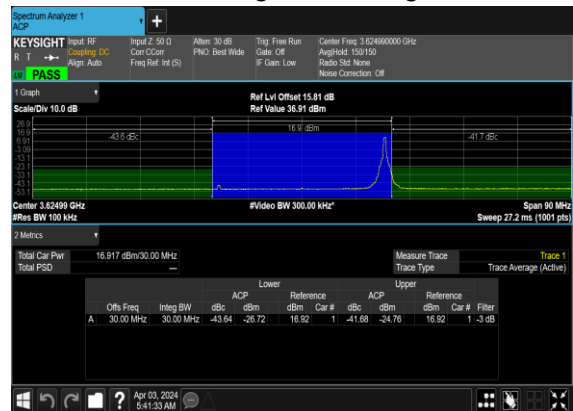 Spectrum Analyzer 1
ACP
KEYSIGHT Input: RF Input Z: 50 Ω Atten: 30 dB Trig: Free Run Center Freq: 3.624990000 GHz
R T Coupling: DC Corr CCorr PNO: Best Wide Gate: Off Avg|Hold: 150/150
Align: Auto Freq Ref: Int (S) IF Gain: Low Radio Std: None
LW PASS Noise Correction: Off
1 Graph Ref Lvl Offset 15.81 dB
Scale/Div 10.0 dB Ref Value 36.91 dBm
26.9
16.9 16.9 dBm
6.91 -43.6 dBc -41.7 dBc
-3.09
-13.1
-23.1
-33.1
-43.1
-53.1
Center 3.62499 GHz #Video BW 300.00 kHz* Span 90 MHz
#Res BW 100 kHz Sweep 27.2 ms (1001 pts)
2 Metrics
Total Car Pwr 16.917 dBm/30.00 MHz Measure Trace Trace 1
Total PSD --- Trace Type Trace Average (Active)
Lower Upper
ACP Reference ACP Reference
Offs Freq Integ BW dBc dBm dBm Car # dBc dBm dBm Car # Filter
A 30.00 MHz 30.00 MHz -43.64 -26.72 16.92 1 -41.68 -24.76 16.92 1 -3 dB
? Apr 03, 2024
5:41:33 AM